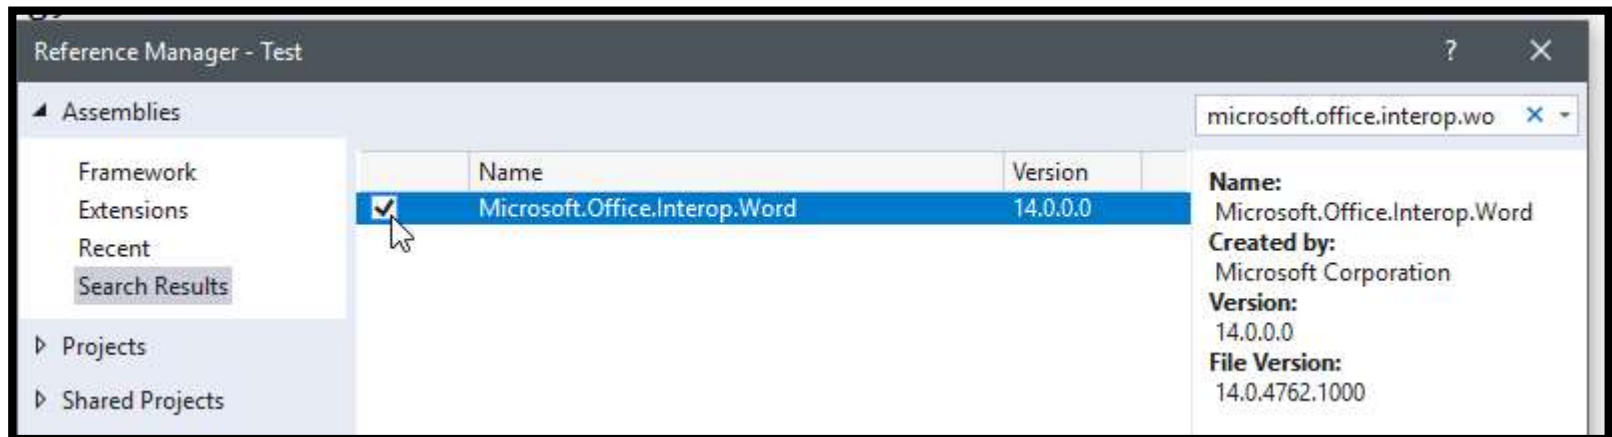 Reference Manager - Test
?
Assemblies
microsoft.office.interop.wo
Framework
Extensions
Recent
Search Results
Projects
Shared Projects
Name Version
Microsoft.Office.Interop.Word 14.0.0.0
Name:
Microsoft.Office.Interop.Word
Created by:
Microsoft Corporation
Version:
14.0.0.0
File Version:
14.0.4762.1000